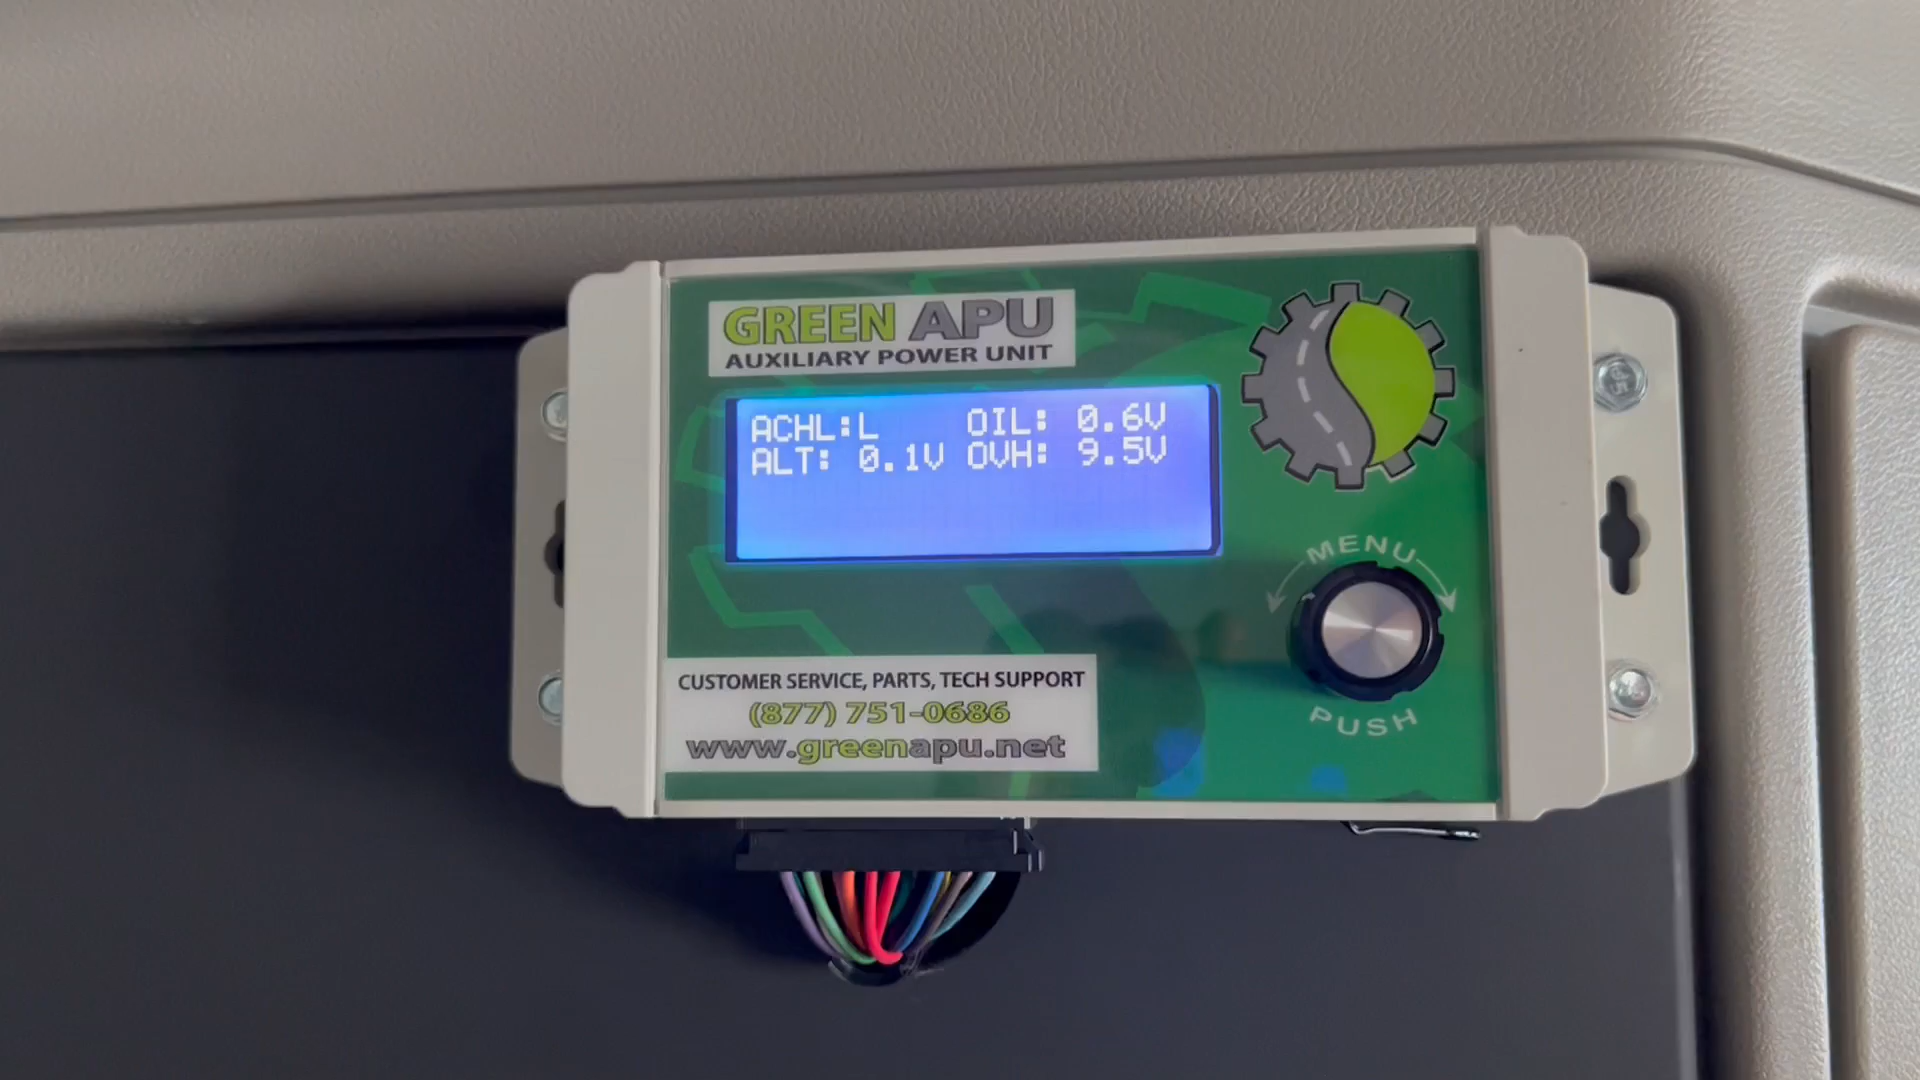 GREEN APU
AUXILIARY POWER UNIT
ACHL:L OIL: 0.6V
ALT: 0.1V OVH: 9.5V
MENU
PUSH
CUSTOMER SERVICE, PARTS, TECH SUPPORT
(877) 751-0686
www.greenapu.net